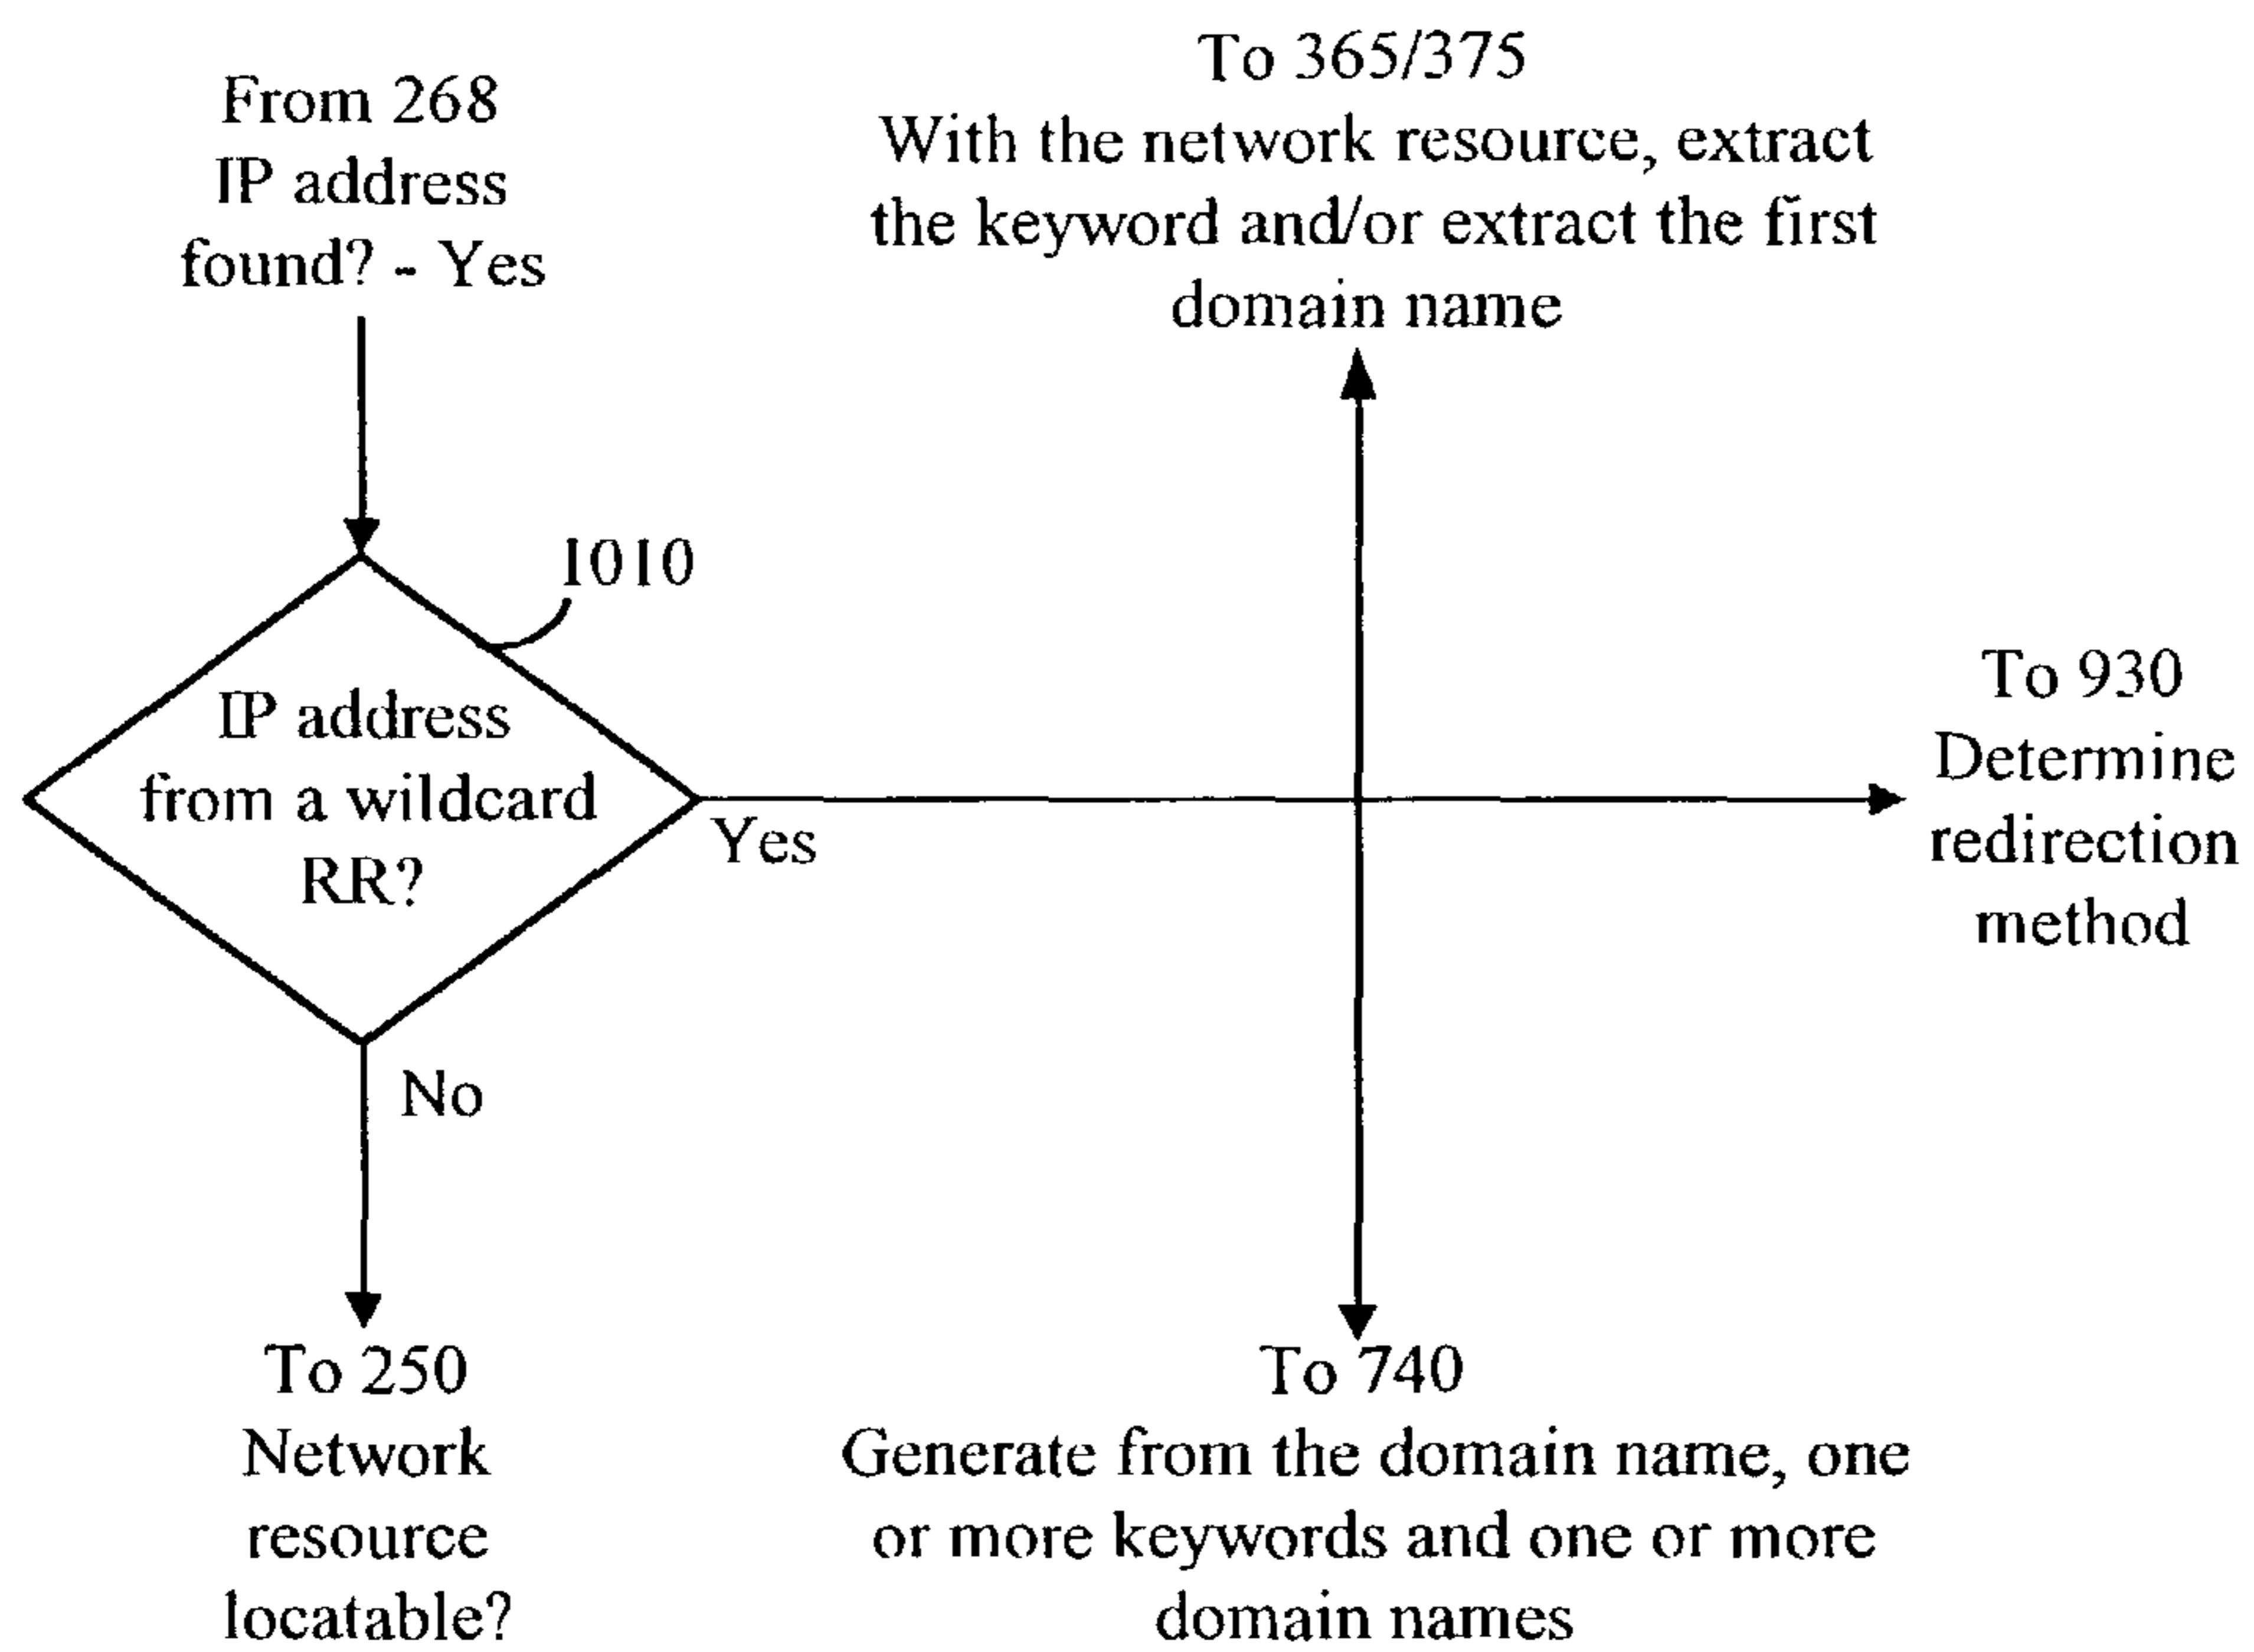 From 268
IP address
found? - Yes
To 365/375
With the network resource, extract
the keyword and/or extract the first
domain name
1010
IP address
from a wildcard
RR?
Yes
To 930
Determine
redirection
method
No
To 250
Network
resource
locatable?
To 740
Generate from the domain name, one
or more keywords and one or more
domain names